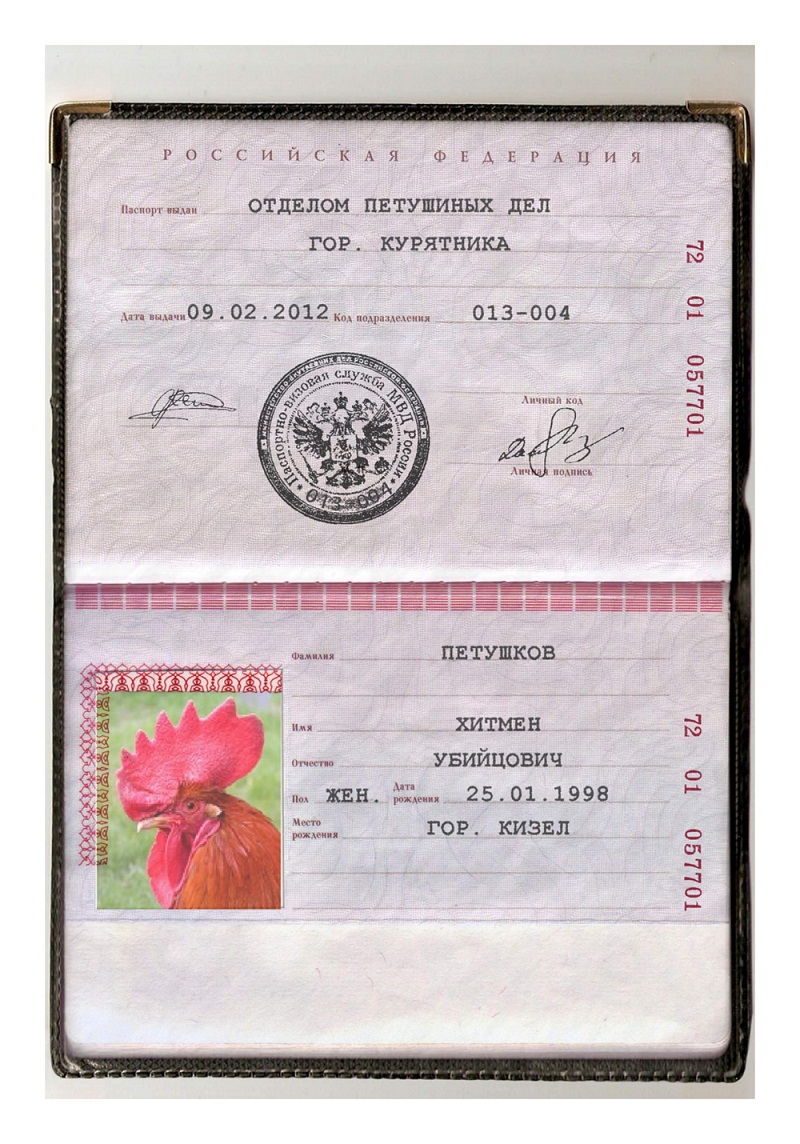 РОССИЙСКАЯ ФЕДЕРАЦИЯ
Паспорт выдан ОТДЕЛОМ ПЕТУШИНЫХ ДЕЛ
ГОР. КУРЯТНИКА
Дата выдачи 09.02.2012 Код подразделения 013-004
72 01 057701
Паспортно-визовая служба МВД России
013-004
Личный код
Личная подпись
Фамилия ПЕТУШКОВ
Имя ХИТМЕН
Отчество УБИЙЦОВИЧ
Пол ЖЕН. Дата рождения 25.01.1998
Место рождения ГОР. КИЗЕЛ
72 01 057701